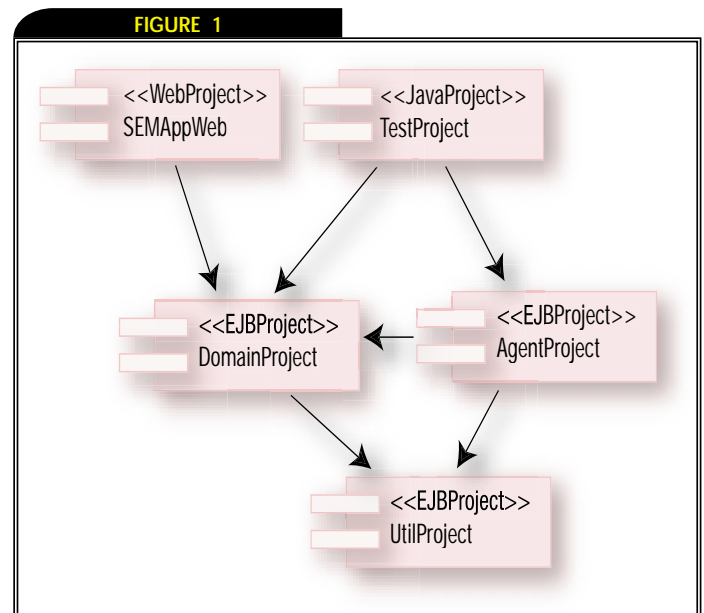 FIGURE 1
<<WebProject>>
SEMAppWeb
<<JavaProject>>
TestProject
<<EJBProject>>
DomainProject
<<EJBProject>>
AgentProject
<<EJBProject>>
UtilProject